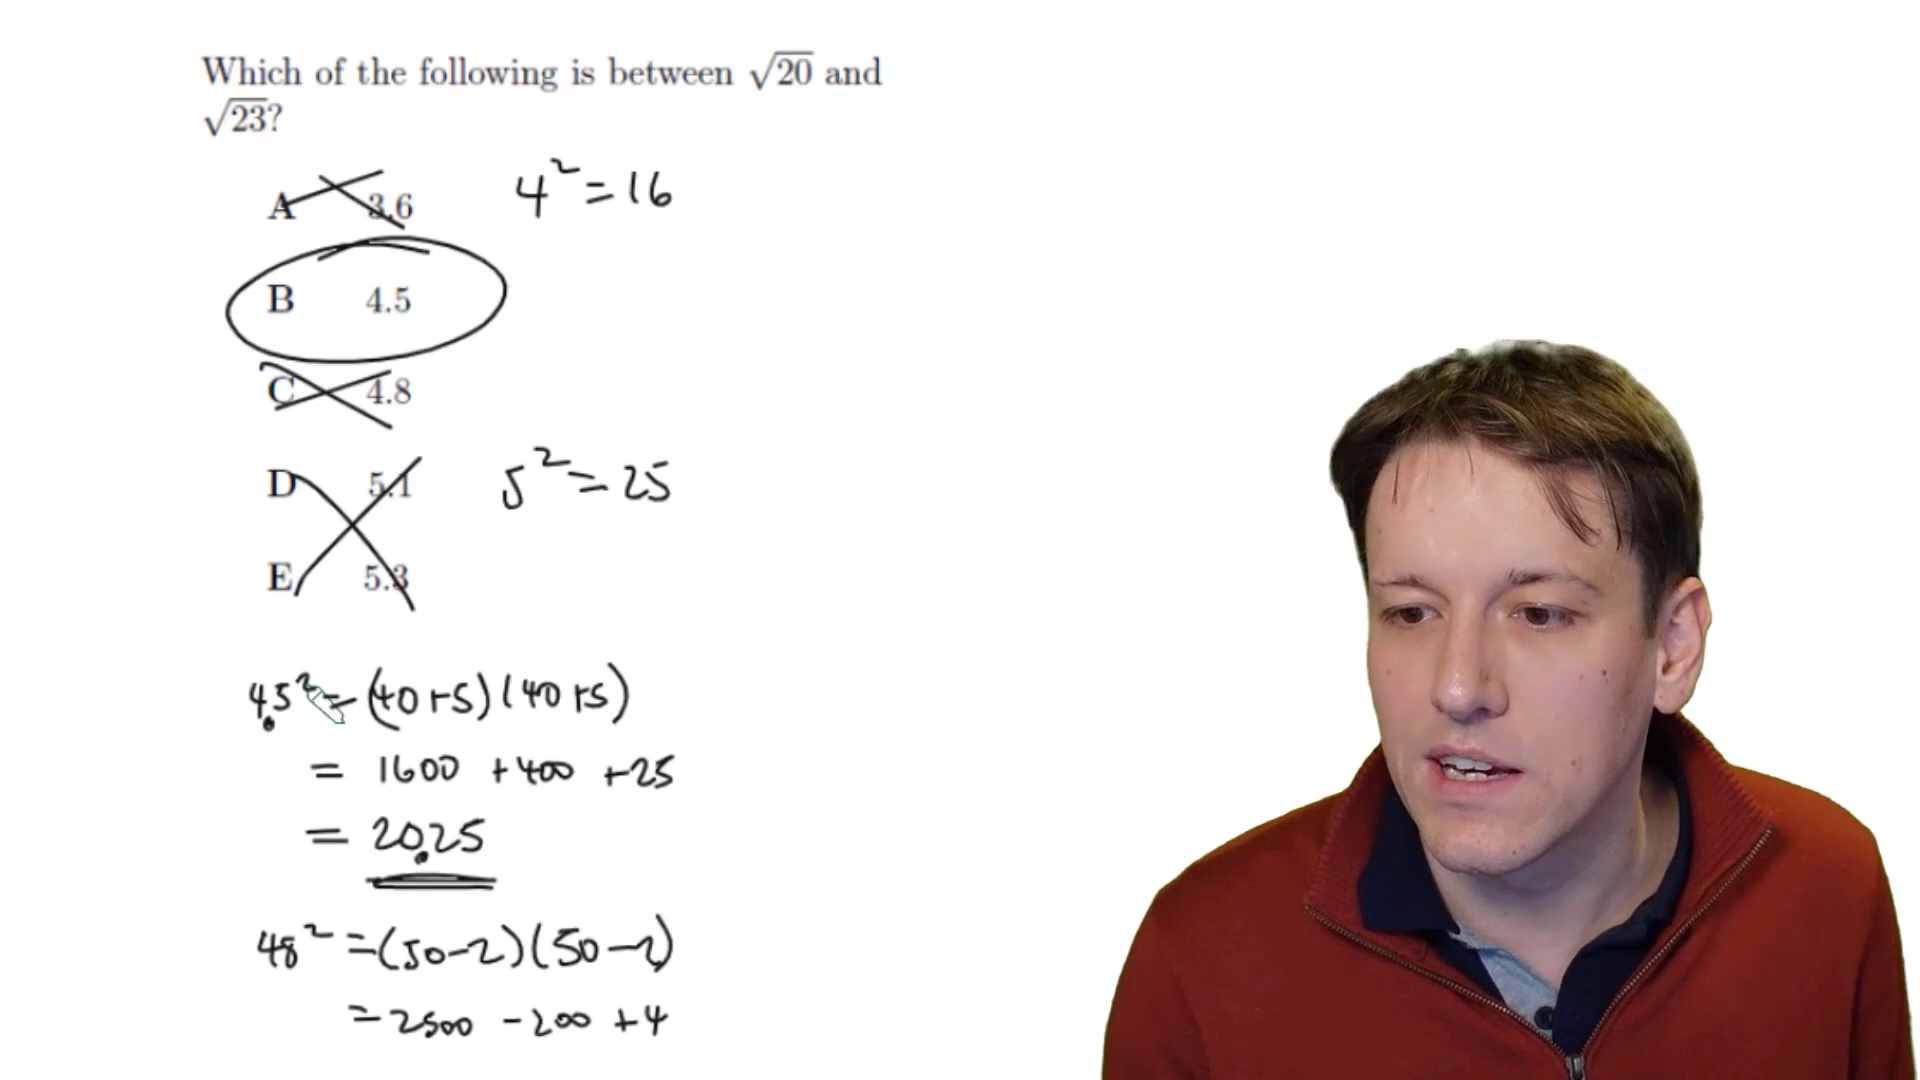 Which of the following is between √20 and
√23?
A 3.6
4² = 16
B 4.5
C 4.8
D 5.1
5² = 25
E 5.3
4.5² = (40+5)(40+5)
= 1600 +400 +25
= 20.25
48² = (50-2)(50-2)
= 2500 - 200 + 4